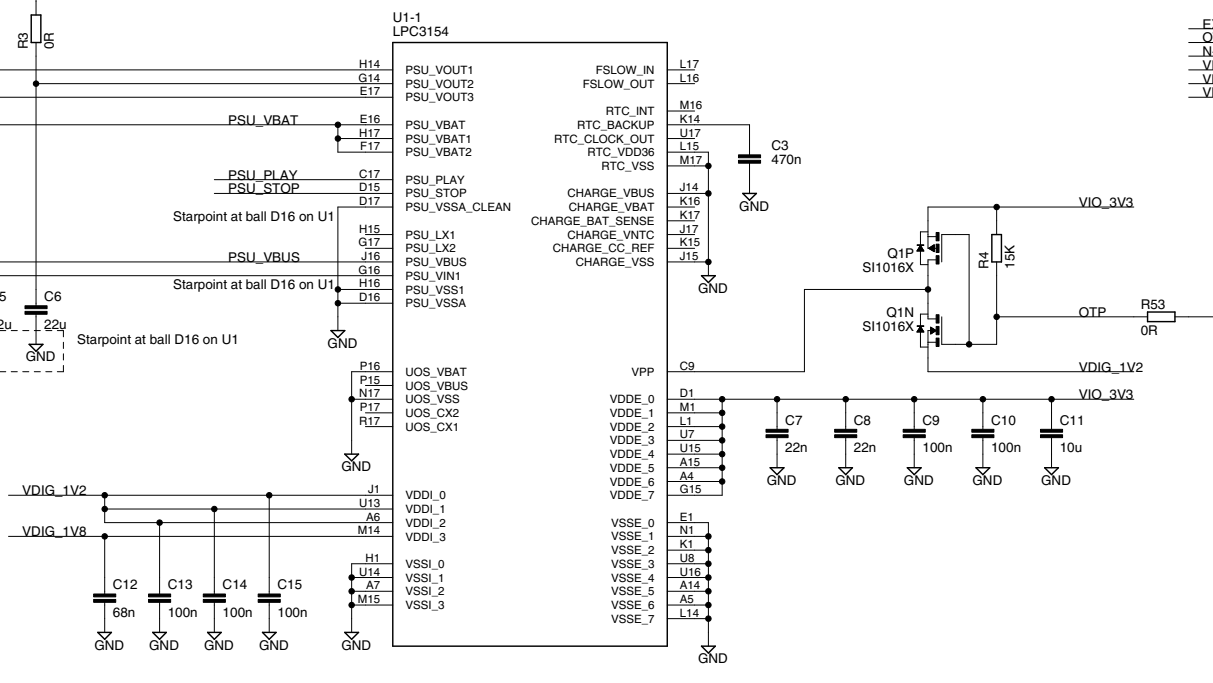 U1-1
LPC3154
R3
0R
H14 PSU_VOUT1
G14 PSU_VOUT2
E17 PSU_VOUT3
PSU_VBAT E16 PSU_VBAT
H17 PSU_VBAT1
F17 PSU_VBAT2
PSU_PLAY C17 PSU_PLAY
PSU_STOP D15 PSU_STOP
D17 PSU_VSSA_CLEAN
Starpoint at ball D16 on U1
H15 PSU_LX1
G17 PSU_LX2
PSU_VBUS J16 PSU_VBUS
G16 PSU_VIN1
Starpoint at ball D16 on U1
H16 PSU_VSS1
D16 PSU_VSSA
GND
5
2u
C6
22u
GND
Starpoint at ball D16 on U1
P16 UOS_VBAT
P15 UOS_VBUS
N17 UOS_VSS
P17 UOS_CX2
R17 UOS_CX1
GND
VDIG_1V2 J1 VDDI_0
U13 VDDI_1
A6 VDDI_2
VDIG_1V8 M14 VDDI_3
H1 VSSI_0
U14 VSSI_1
A7 VSSI_2
M15 VSSI_3
C12 C13 C14 C15
68n 100n 100n 100n
GND GND GND GND GND
FSLOW_IN L17
FSLOW_OUT L16
RTC_INT M16
RTC_BACKUP K14
RTC_CLOCK_OUT U17
RTC_VDD36 L15
RTC_VSS M17
C3
470n
GND
CHARGE_VBUS J14
CHARGE_VBAT K16
CHARGE_BAT_SENSE K17
CHARGE_VNTC J17
CHARGE_CC_REF K15
CHARGE_VSS J15
GND
VIO_3V3
Q1P
SI1016X
R4
15K
Q1N
SI1016X
OTP
R53
0R
VDIG_1V2
VPP C9
VIO_3V3
VDDE_0 D1
VDDE_1 M1
VDDE_2 L1
VDDE_3 U7
VDDE_4 U15
VDDE_5 A15
VDDE_6 A4
VDDE_7 G15
C7 C8 C9 C10 C11
22n 22n 100n 100n 10u
GND GND GND GND GND
VSSE_0 E1
VSSE_1 N1
VSSE_2 K1
VSSE_3 U8
VSSE_4 U16
VSSE_5 A14
VSSE_6 A5
VSSE_7 L14
GND